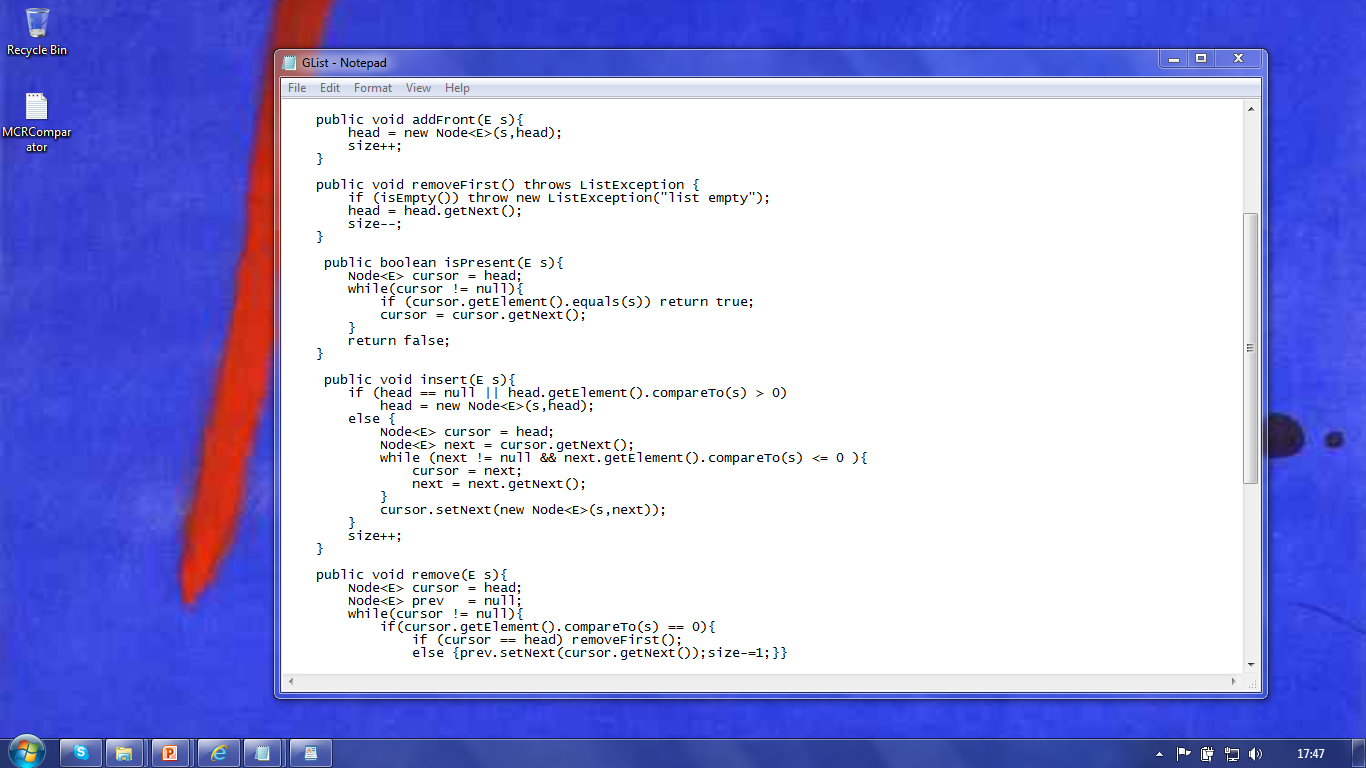 Recycle Bin
MCRCompar
ator
GList - Notepad
File Edit Format View Help
public void addFront(E s){
head = new Node<E>(s,head);
size++;
}
public void removeFirst() throws ListException {
if (isEmpty()) throw new ListException("list empty");
head = head.getNext();
size--;
}
public boolean isPresent(E s){
Node<E> cursor = head;
while(cursor != null){
if (cursor.getElement().equals(s)) return true;
cursor = cursor.getNext();
}
return false;
}
public void insert(E s){
if (head == null || head.getElement().compareTo(s) > 0)
head = new Node<E>(s,head);
else {
Node<E> cursor = head;
Node<E> next = cursor.getNext();
while (next != null && next.getElement().compareTo(s) <= 0 ){
cursor = next;
next = next.getNext();
}
cursor.setNext(new Node<E>(s,next));
}
size++;
}
public void remove(E s){
Node<E> cursor = head;
Node<E> prev   = null;
while(cursor != null){
if(cursor.getElement().compareTo(s) == 0){
if (cursor == head) removeFirst();
else {prev.setNext(cursor.getNext());size-=1;}}
17:47